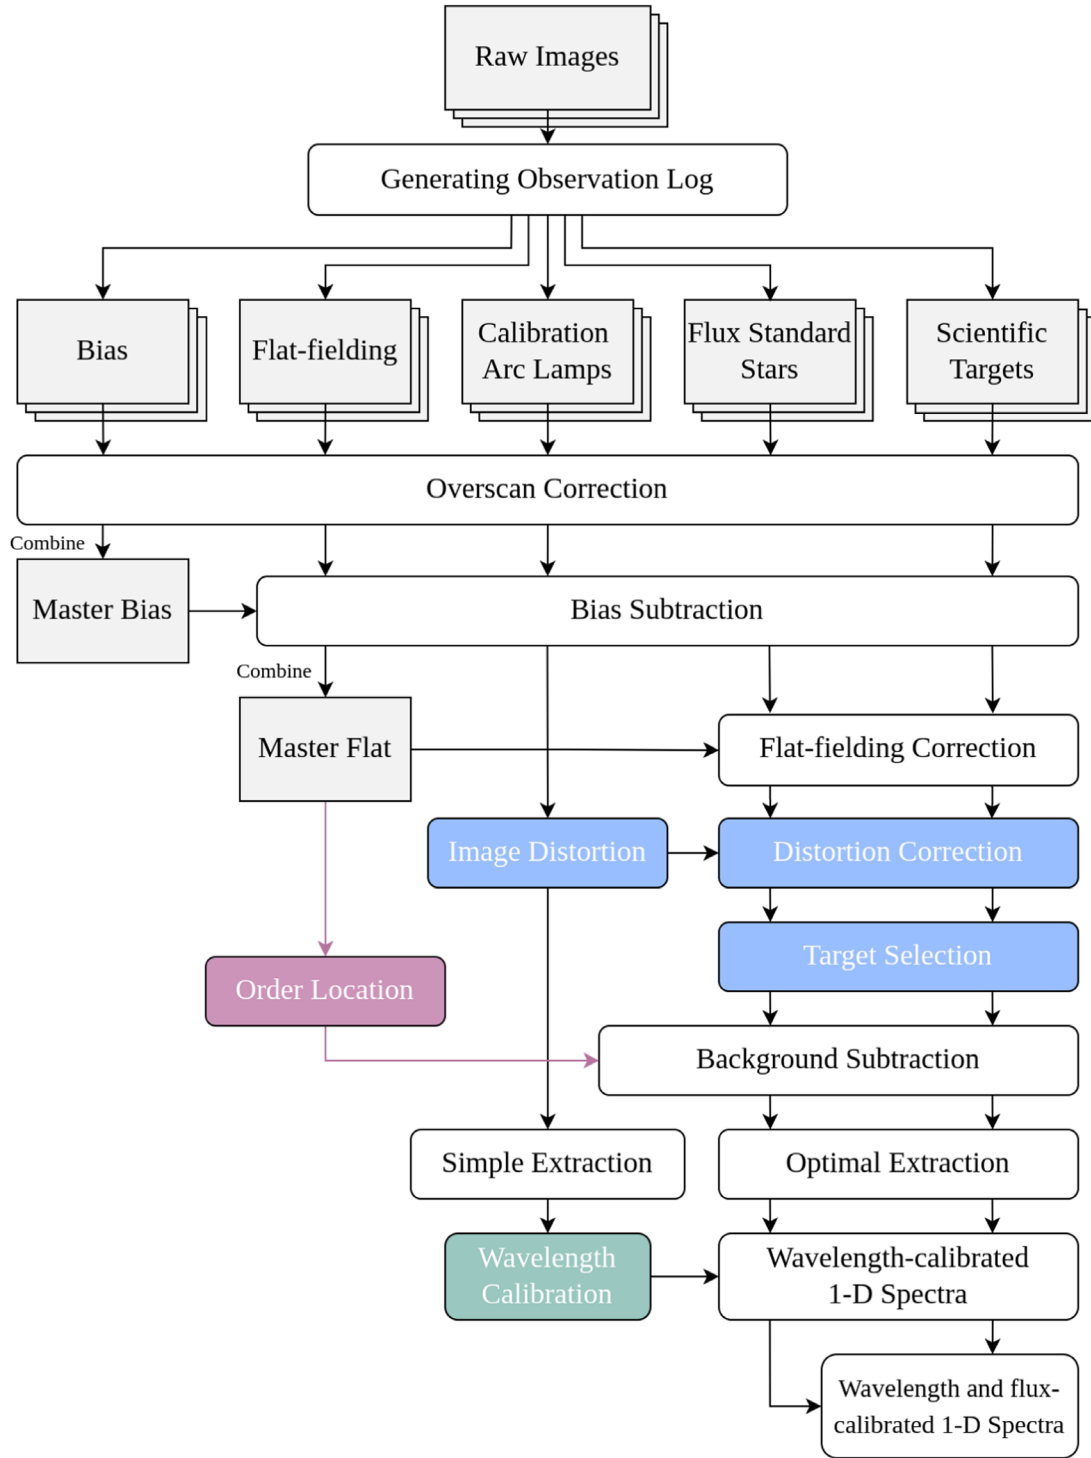 Raw Images
Generating Observation Log
Bias
Flat-fielding
Calibration
Arc Lamps
Flux Standard
Stars
Scientific
Targets
Overscan Correction
Combine
Master Bias
Bias Subtraction
Combine
Master Flat
Flat-fielding Correction
Image Distortion
Distortion Correction
Target Selection
Order Location
Background Subtraction
Simple Extraction
Optimal Extraction
Wavelength
Calibration
Wavelength-calibrated
1-D Spectra
Wavelength and flux-
calibrated 1-D Spectra